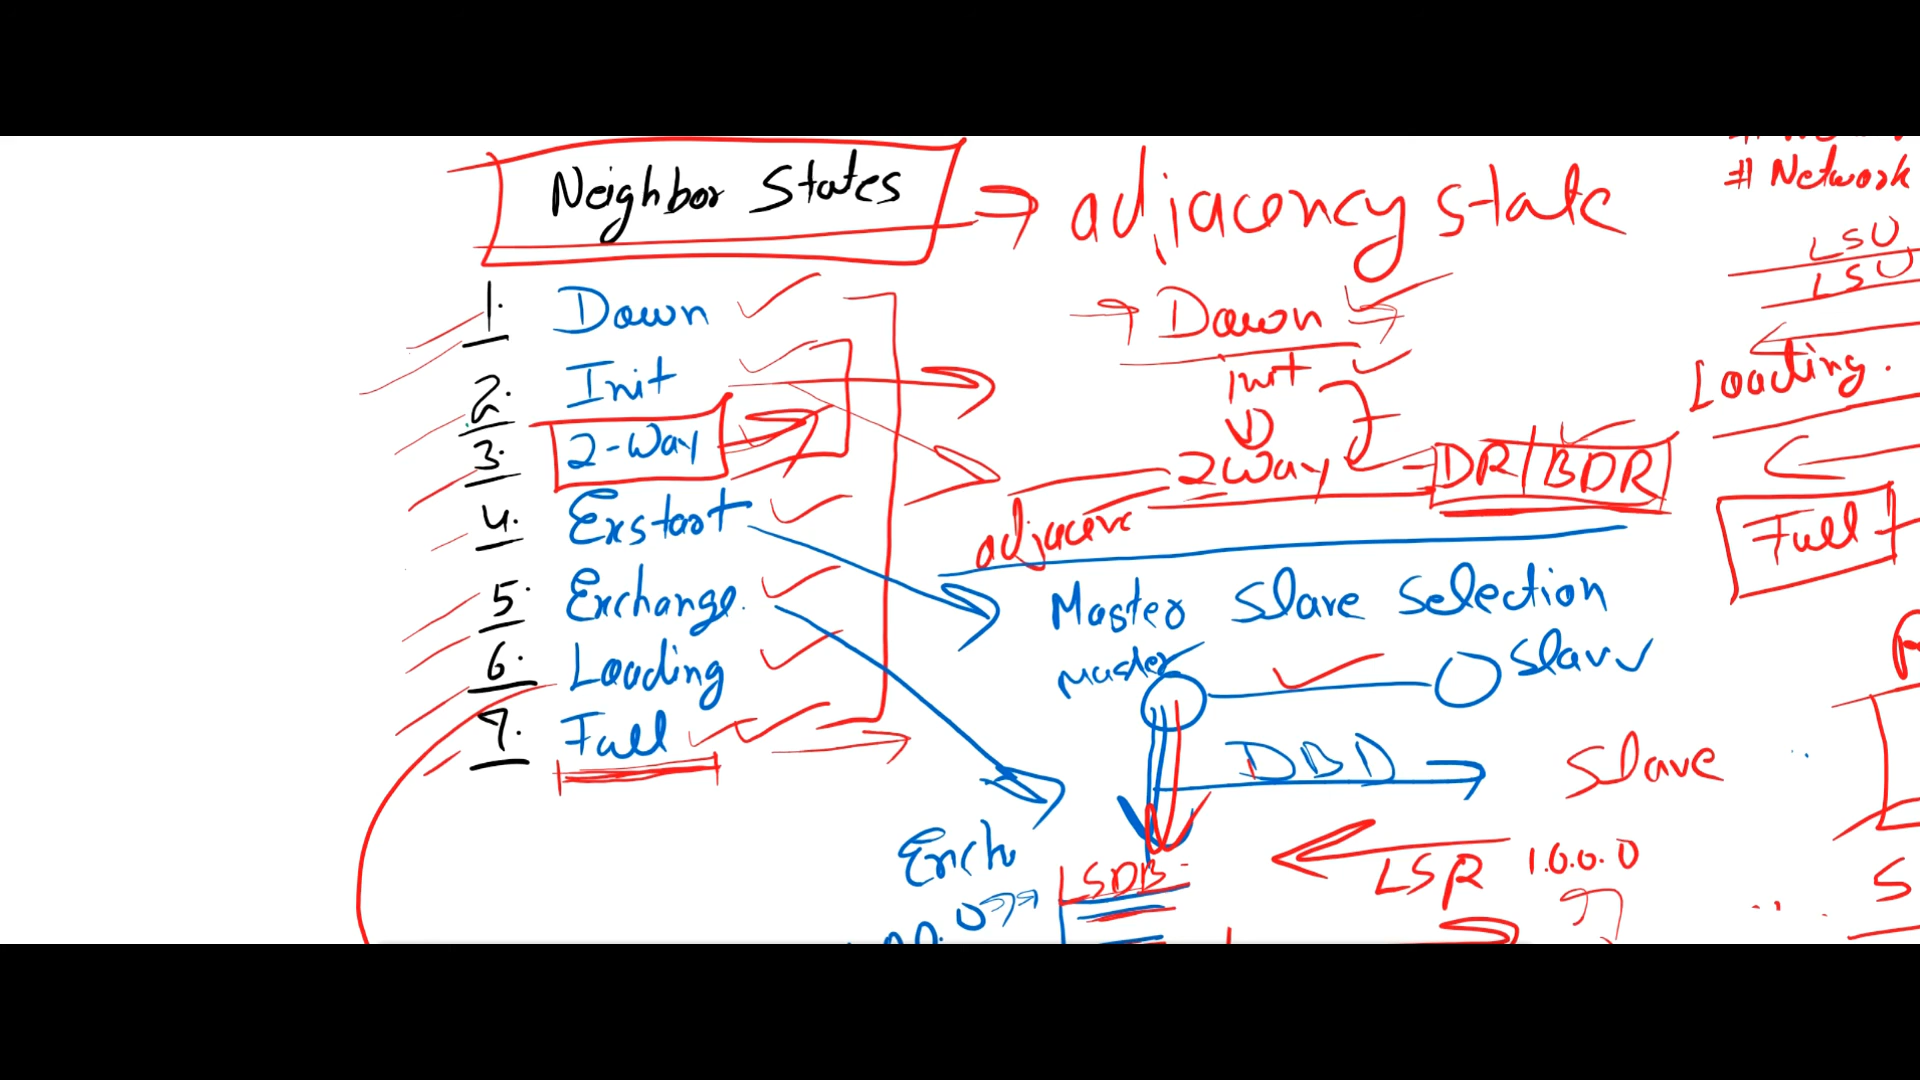 Neighbor States
adjacency state
1. Down
2. Init
3. 2-Way
4. Exstart
5. Exchange.
6. Loading
7. Full
Down
init
2Way
DR/BDR
adjacenc
Master Slave Selection
Master
Slave
DBD
Slave
LSR 1.0.0.0
Exch
LSDB
# Network
LSU
LSU
Loading.
Full